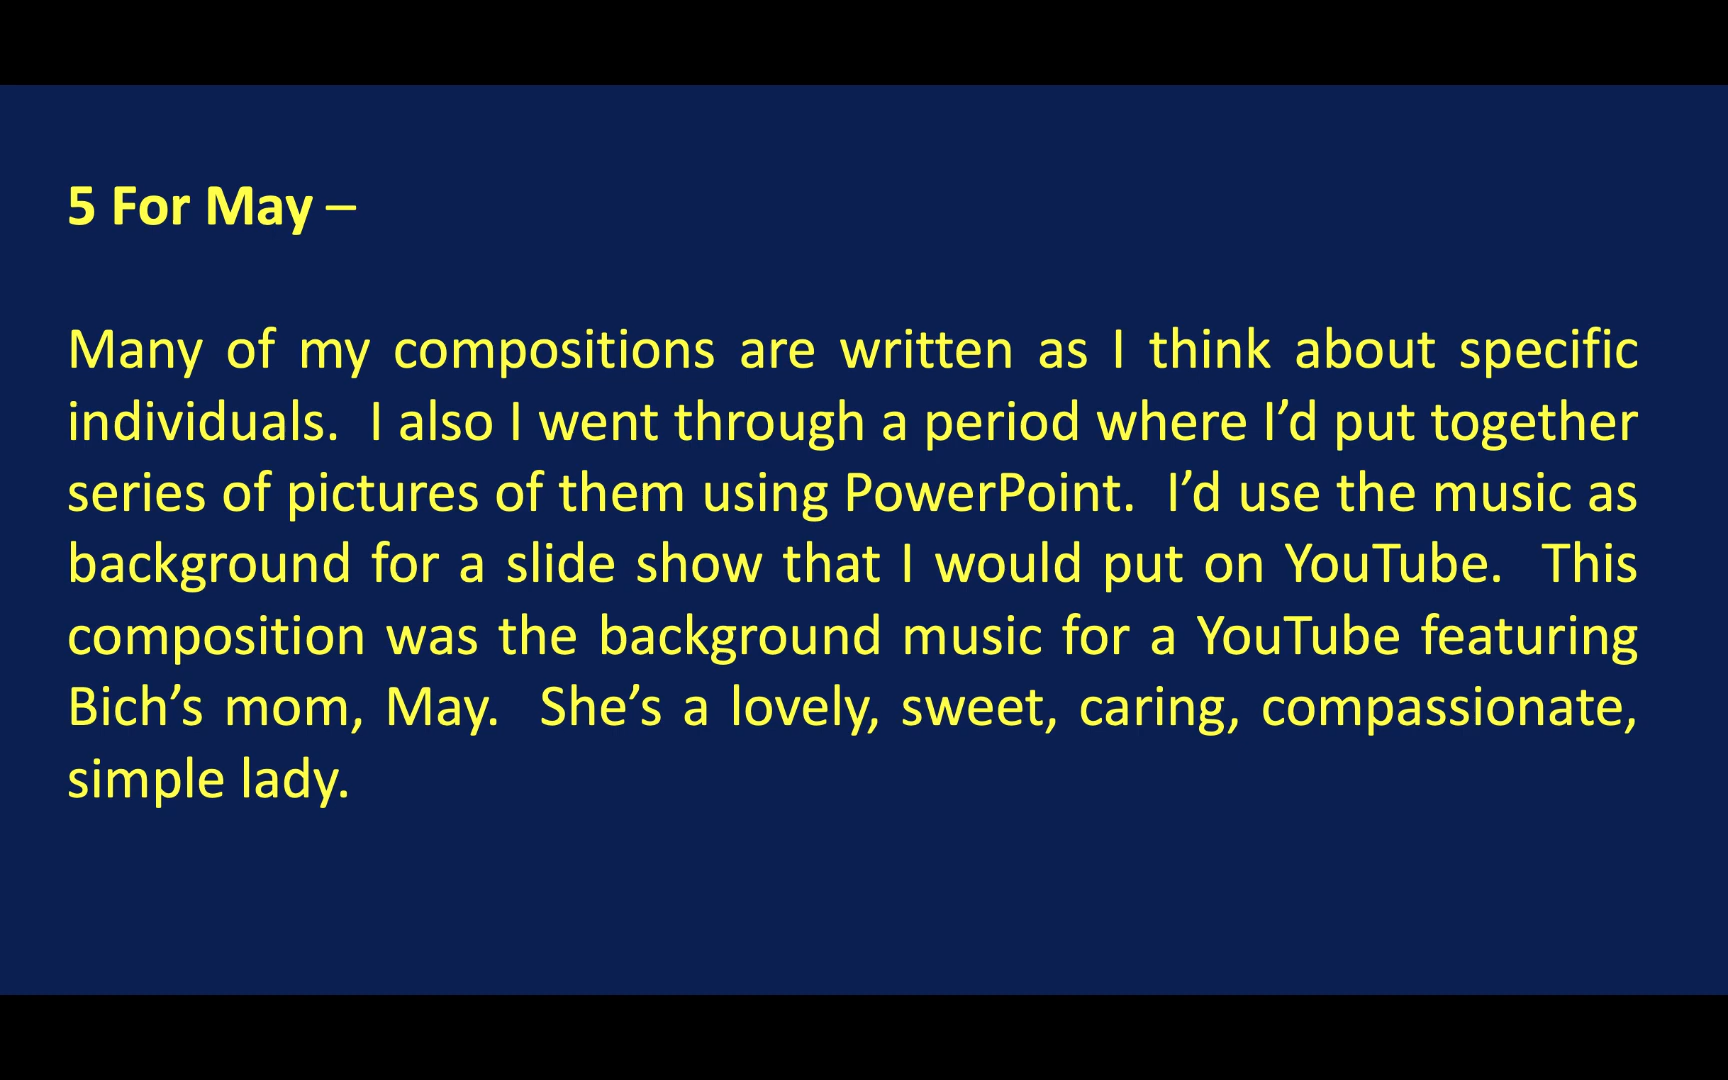 5 For May –
Many of my compositions are written as I think about specific
individuals.  I also I went through a period where I’d put together
series of pictures of them using PowerPoint.  I’d use the music as
background for a slide show that I would put on YouTube.  This
composition was the background music for a YouTube featuring
Bich’s mom, May.  She’s a lovely, sweet, caring, compassionate,
simple lady.